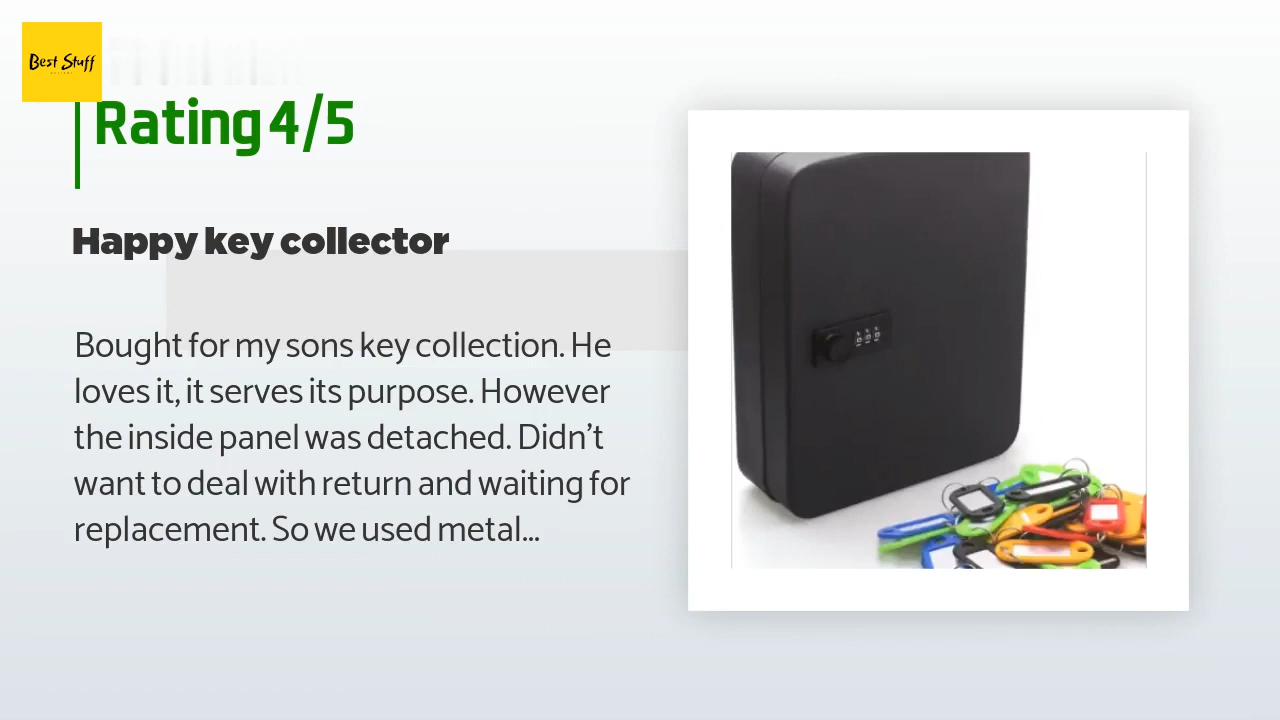 Best Stuff
Rating 4/5
Happy key collector
Bought for my sons key collection. He
loves it, it serves its purpose. However
the inside panel was detached. Didn't
want to deal with return and waiting for
replacement. So we used metal...